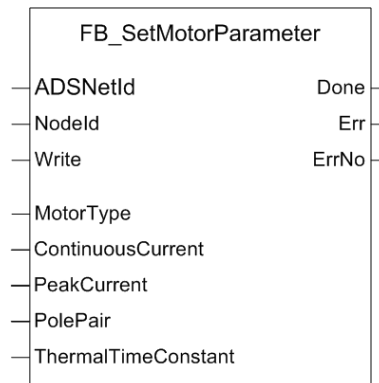 FB_SetMotorParameter
ADSNetId Done
NodeId Err
Write ErrNo
MotorType
ContinuousCurrent
PeakCurrent
PolePair
ThermalTimeConstant